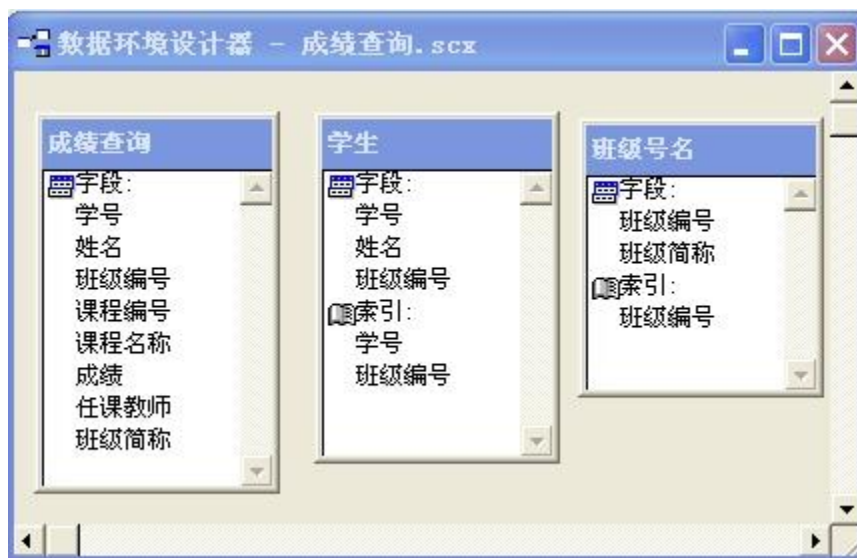 数据环境设计器 - 成绩查询.scx
成绩查询
字段:
学号
姓名
班级编号
课程编号
课程名称
成绩
任课教师
班级简称
学生
字段:
学号
姓名
班级编号
索引:
学号
班级编号
班级号名
字段:
班级编号
班级简称
索引:
班级编号